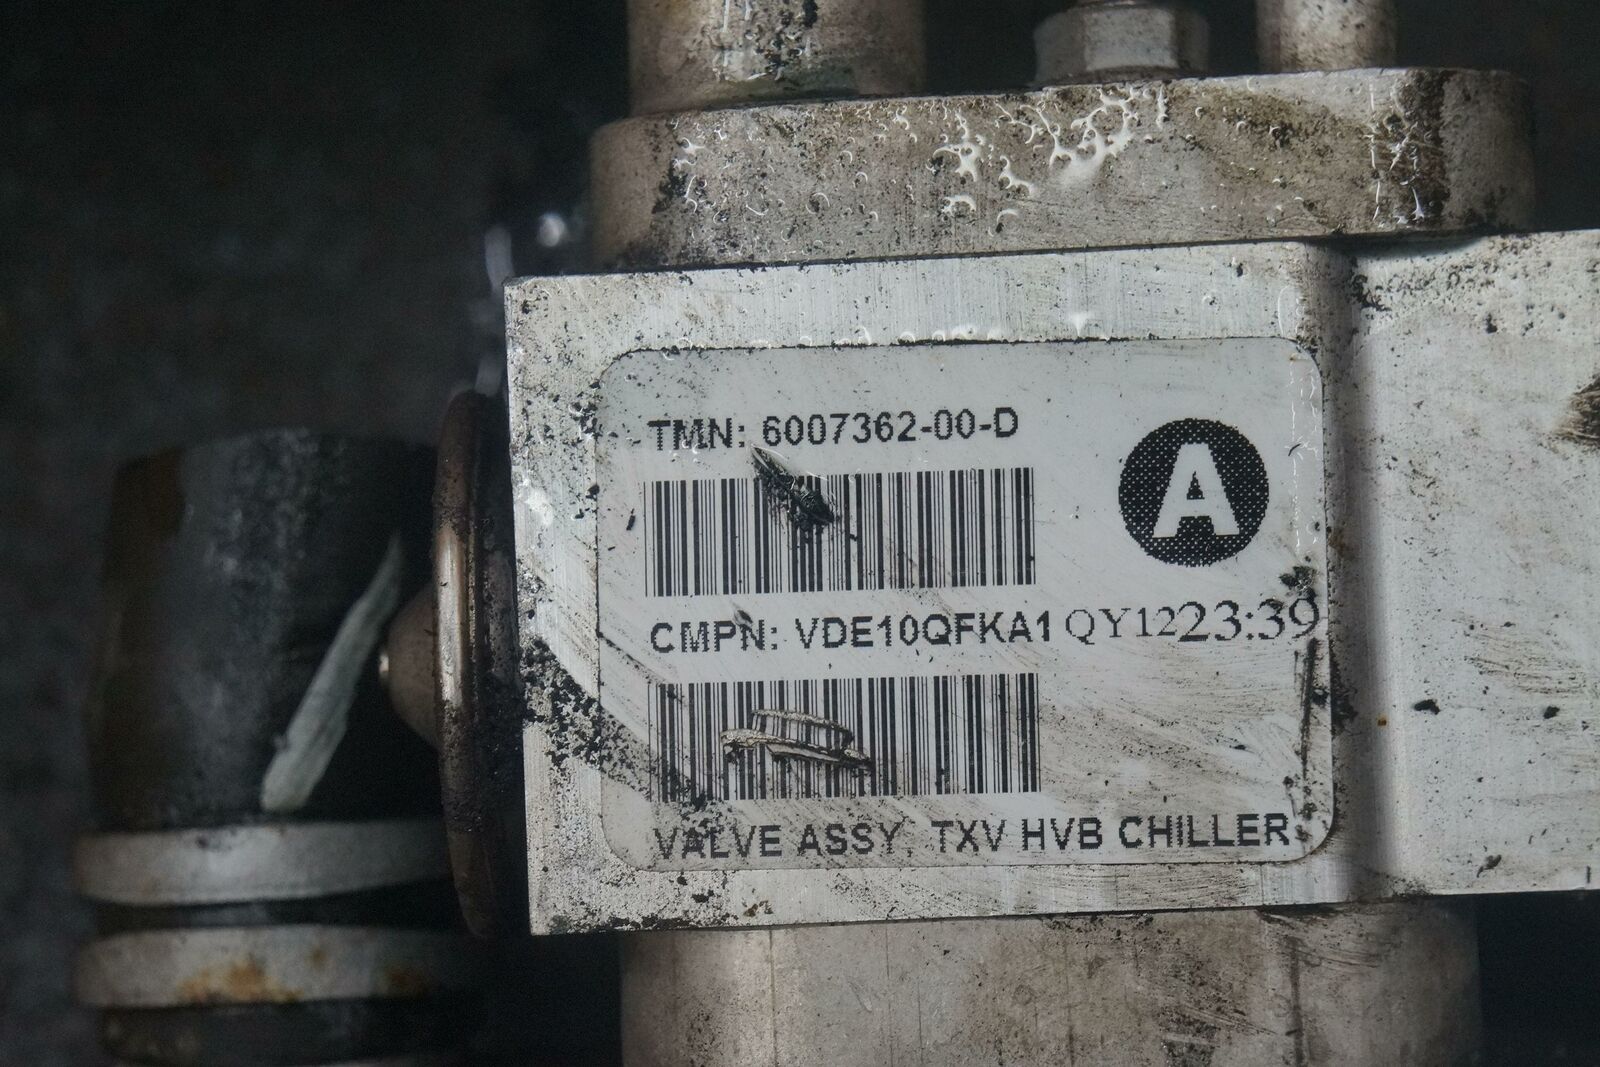 TMN: 6007362-00-D
A
CMPN: VDE10QFKA1 QY1223:39
VALVE ASSY, TXV HVB CHILLER